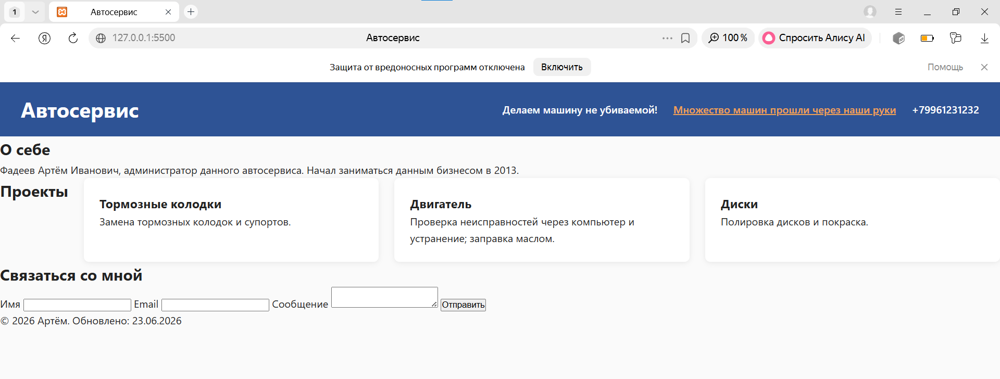 1
Автосервис
Я
127.0.0.1:5500
Автосервис
100 %
Спросить Алису AI
Защита от вредоносных программ отключена
Включить
Помощь
Автосервис
Делаем машину не убиваемой!
Множество машин прошли через наши руки
+79961231232
О себе
Фадеев Артём Иванович, администратор данного автосервиса. Начал заниматься данным бизнесом в 2013.
Проекты
Тормозные колодки
Замена тормозных колодок и супортов.
Двигатель
Проверка неисправностей через компьютер и
устранение; заправка маслом.
Диски
Полировка дисков и покраска.
Связаться со мной
Имя Email Сообщение Отправить
© 2026 Артём. Обновлено: 23.06.2026